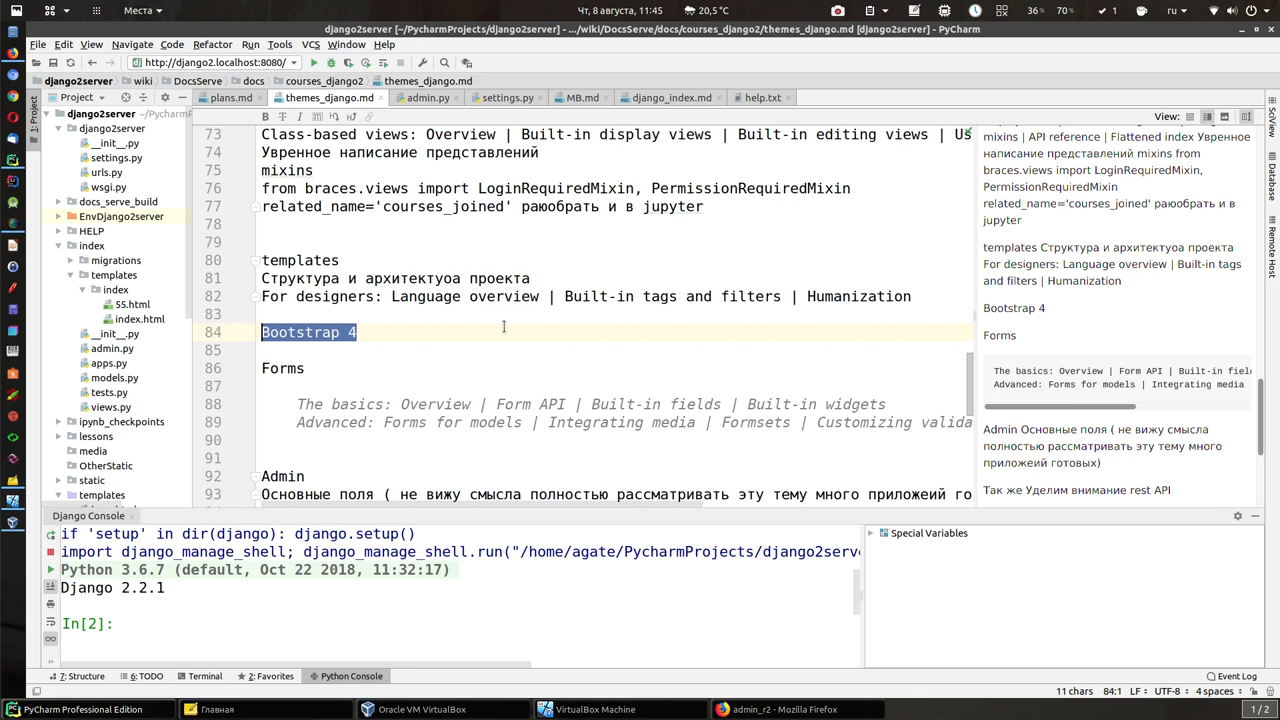 Места
Чт, 8 августа, 11:45
20,5 °C
36%
70%
1
ru
django2server [~/PycharmProjects/django2server] - .../wiki/DocsServe/docs/courses_django2/themes_django.md [django2server] - PyCharm
File Edit View Navigate Code Refactor Run Tools VCS Window Help
http://django2.localhost:8080/
django2server wiki DocsServe docs courses_django2 themes_django.md
Project
plans.md themes_django.md admin.py settings.py MB.md django_index.md help.txt
View:
1: Project
SciView
Database
Remote Host
django2server ~/PycharmP
django2server
__init__.py
settings.py
urls.py
wsgi.py
docs_serve_build
EnvDjango2server
HELP
index
migrations
templates
index
55.html
index.html
__init__.py
admin.py
apps.py
models.py
tests.py
views.py
ipynb_checkpoints
lessons
media
OtherStatic
static
templates
73 Class-based views: Overview | Built-in display views | Built-in editing views | Us
74 Увренное написание представлений
75 mixins
76 from braces.views import LoginRequiredMixin, PermissionRequiredMixin
77 related_name='courses_joined' раюобрать и в jupyter
78
79
80 templates
81 Структура и архитектуоа проекта
82 For designers: Language overview | Built-in tags and filters | Humanization
83
84 Bootstrap 4
85
86 Forms
87
88 The basics: Overview | Form API | Built-in fields | Built-in widgets
89 Advanced: Forms for models | Integrating media | Formsets | Customizing valida
90
91
92 Admin
93 Основные поля ( не вижу смысла полностью рассматривать эту тему много приложеий го
mixins | API reference | Flattened index Увренное
написание представлений mixins from
braces.views import LoginRequiredMixin,
PermissionRequiredMixin
related_name='courses_joined' раюобрать и в
jupyter
templates Структура и архитектуоа проекта
For designers: Language overview | Built-in tags
and filters | Humanization
Bootstrap 4
Forms
The basics: Overview | Form API | Built-in fiel
Advanced: Forms for models | Integrating media
Admin Основные поля ( не вижу смысла
полностью рассматривать эту тему много
приложеий готовых)
Так же Уделим внимание rest API
Django Console
if 'setup' in dir(django): django.setup()
import django_manage_shell; django_manage_shell.run("/home/agate/PycharmProjects/django2serve
Python 3.6.7 (default, Oct 22 2018, 11:32:17)
Django 2.2.1
In[2]:
Special Variables
7: Structure 6: TODO Terminal 2: Favorites Python Console Event Log
11 chars 84:1 LF UTF-8 4 spaces
PyCharm Professional Edition Главная Oracle VM VirtualBox VirtualBox Machine admin_r2 - Mozilla Firefox 1 / 2